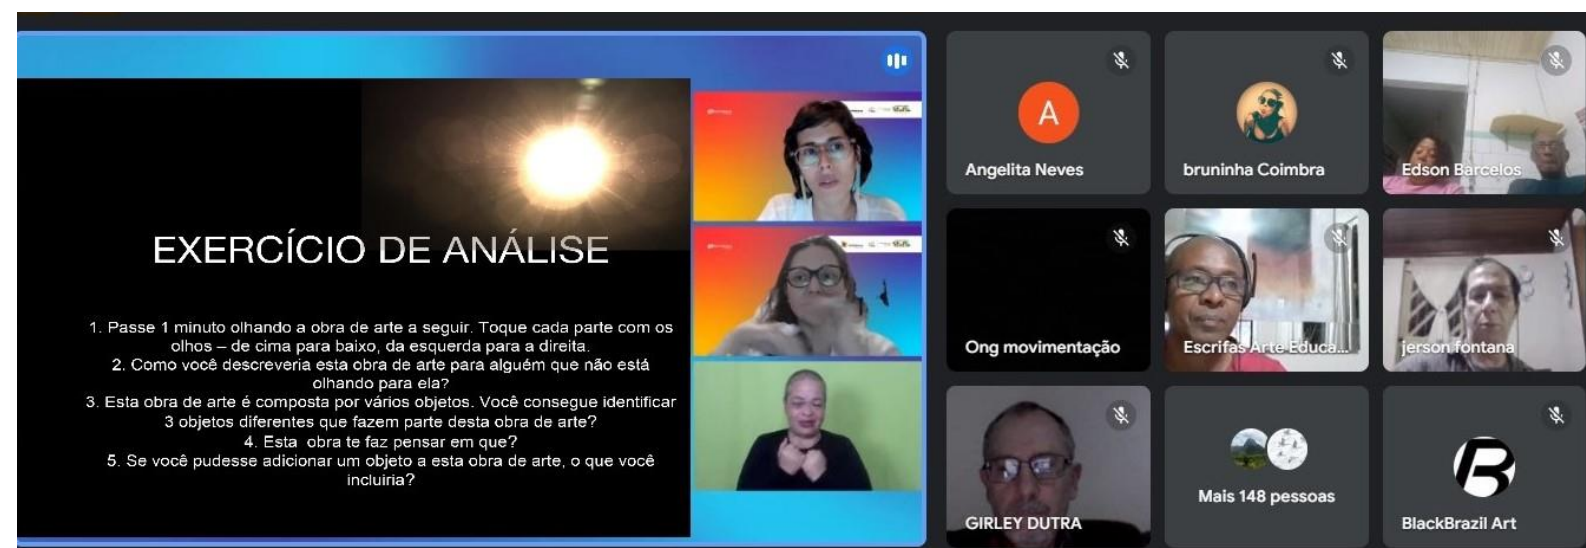 EXERCÍCIO DE ANÁLISE
1. Passe 1 minuto olhando a obra de arte a seguir. Toque cada parte com os
olhos – de cima para baixo, da esquerda para a direita.
2. Como você descreveria esta obra de arte para alguém que não está
olhando para ela?
3. Esta obra de arte é composta por vários objetos. Você consegue identificar
3 objetos diferentes que fazem parte desta obra de arte?
4. Esta obra te faz pensar em que?
5. Se você pudesse adicionar um objeto a esta obra de arte, o que você
incluiria?
A
Angelita Neves
bruninha Coimbra
Edson Barcelos
Ong movimentação
Escrifas Arte Educa...
jerson fontana
GIRLEY DUTRA
Mais 148 pessoas
B
BlackBrazil Art